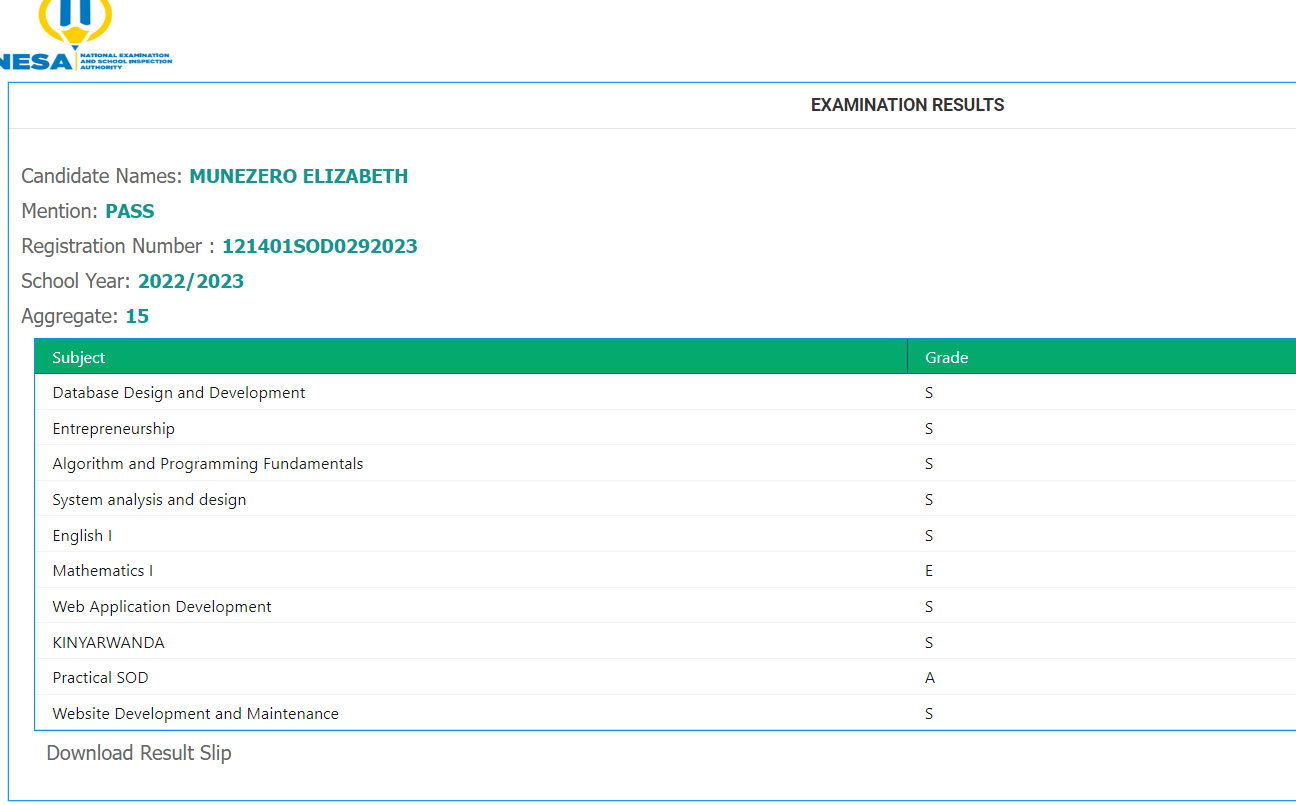 NESA
NATIONAL EXAMINATION
AND SCHOOL INSPECTION
AUTHORITY
EXAMINATION RESULTS
Candidate Names: MUNEZERO ELIZABETH
Mention: PASS
Registration Number : 121401SOD0292023
School Year: 2022/2023
Aggregate: 15
Subject Grade
Database Design and Development S
Entrepreneurship S
Algorithm and Programming Fundamentals S
System analysis and design S
English I S
Mathematics I E
Web Application Development S
KINYARWANDA S
Practical SOD A
Website Development and Maintenance S
Download Result Slip